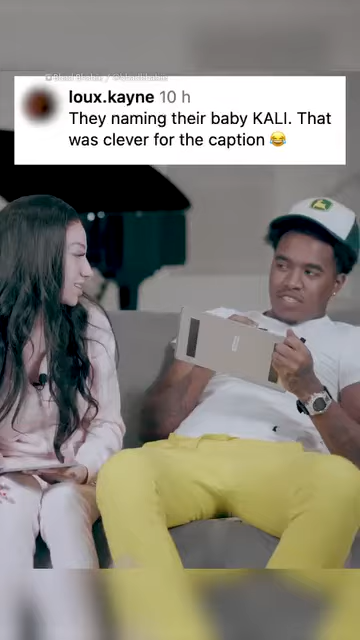 loux.kayne 10 h
They naming their baby KALI. That
was clever for the caption 😂